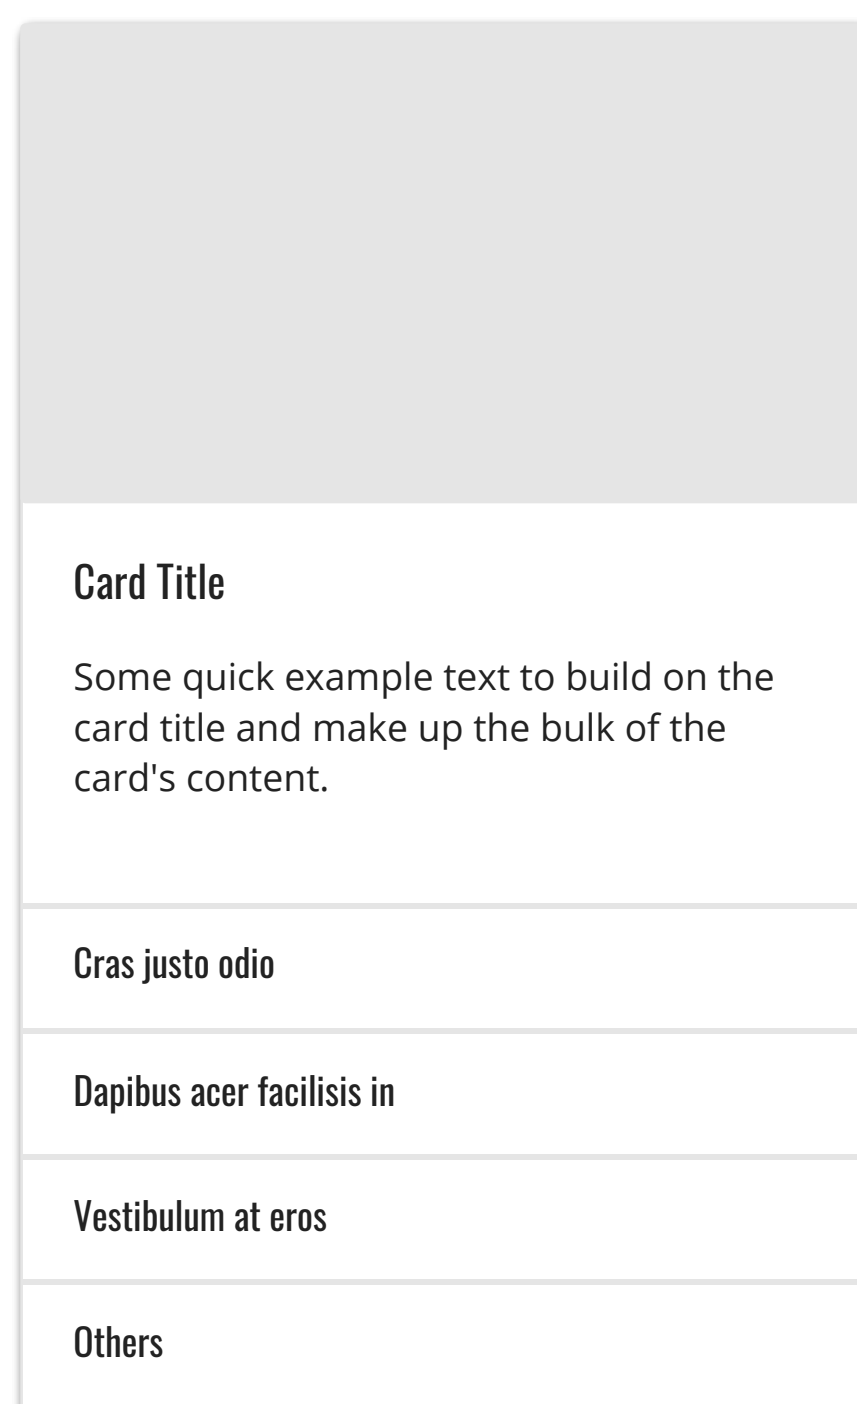 Card Title
Some quick example text to build on the
card title and make up the bulk of the
card's content.
Cras justo odio
Dapibus acer facilisis in
Vestibulum at eros
Others